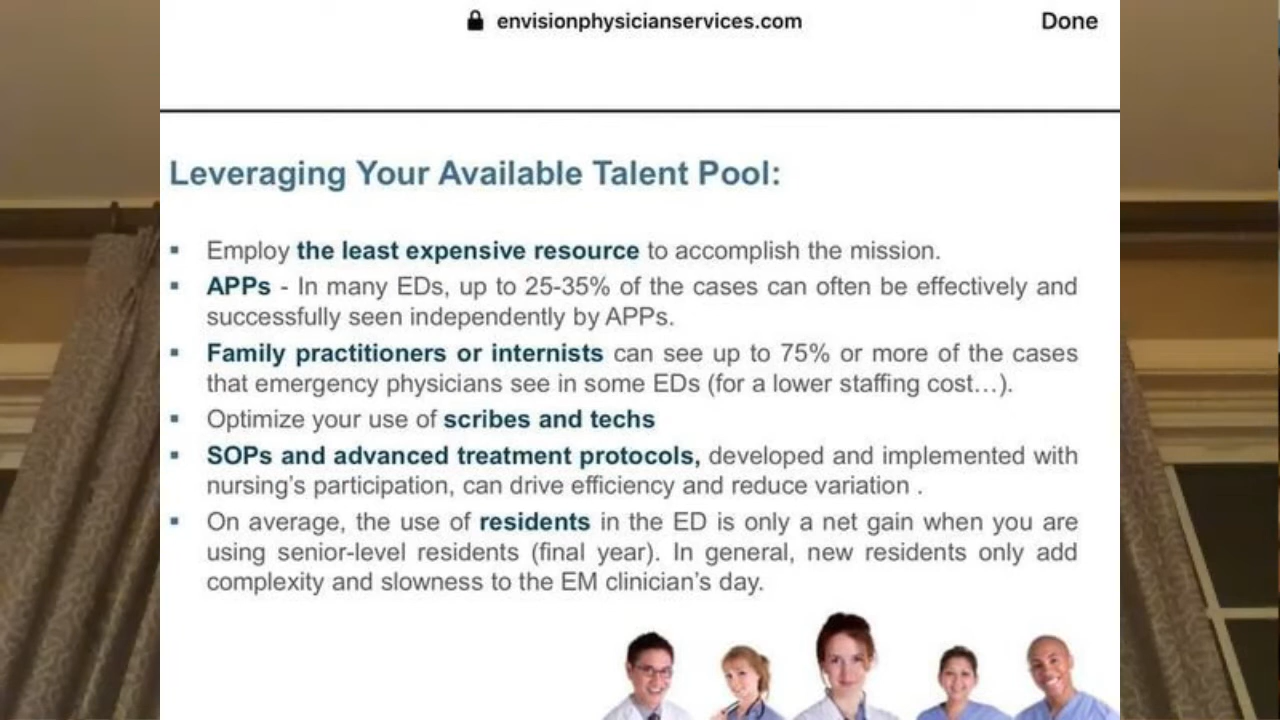 envisionphysicianservices.com
Done
Leveraging Your Available Talent Pool:
▪ Employ the least expensive resource to accomplish the mission.
▪ APPs - In many EDs, up to 25-35% of the cases can often be effectively and
successfully seen independently by APPs.
▪ Family practitioners or internists can see up to 75% or more of the cases
that emergency physicians see in some EDs (for a lower staffing cost…).
▪ Optimize your use of scribes and techs
▪ SOPs and advanced treatment protocols, developed and implemented with
nursing's participation, can drive efficiency and reduce variation .
▪ On average, the use of residents in the ED is only a net gain when you are
using senior-level residents (final year). In general, new residents only add
complexity and slowness to the EM clinician's day.